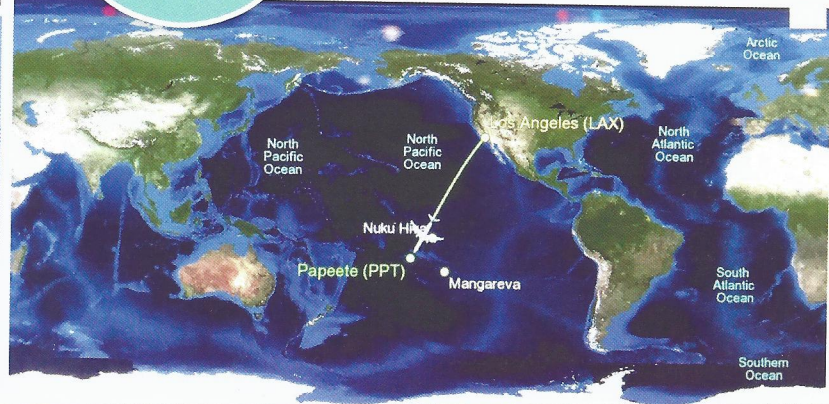 Arctic
Ocean
Los Angeles (LAX)
North
Pacific
Ocean
North
Pacific
Ocean
North
Atlantic
Ocean
Nuku Hiva
Papeete (PPT)
Mangareva
South
Atlantic
Ocean
Southern
Ocean